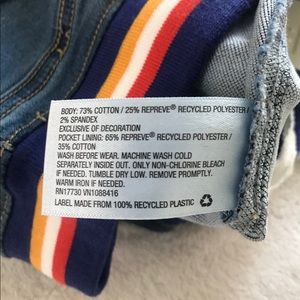 BODY: 73% COTTON / 25% REPREVE® RECYCLED POLYESTER /
2% SPANDEX
EXCLUSIVE OF DECORATION
POCKET LINING: 65% REPREVE® RECYCLED POLYESTER /
35% COTTON
WASH BEFORE WEAR. MACHINE WASH COLD
SEPARATELY INSIDE OUT. ONLY NON-CHLORINE BLEACH
IF NEEDED. TUMBLE DRY LOW. REMOVE PROMPTLY.
WARM IRON IF NEEDED.
RN17730 VN1088416
LABEL MADE FROM 100% RECYCLED PLASTIC